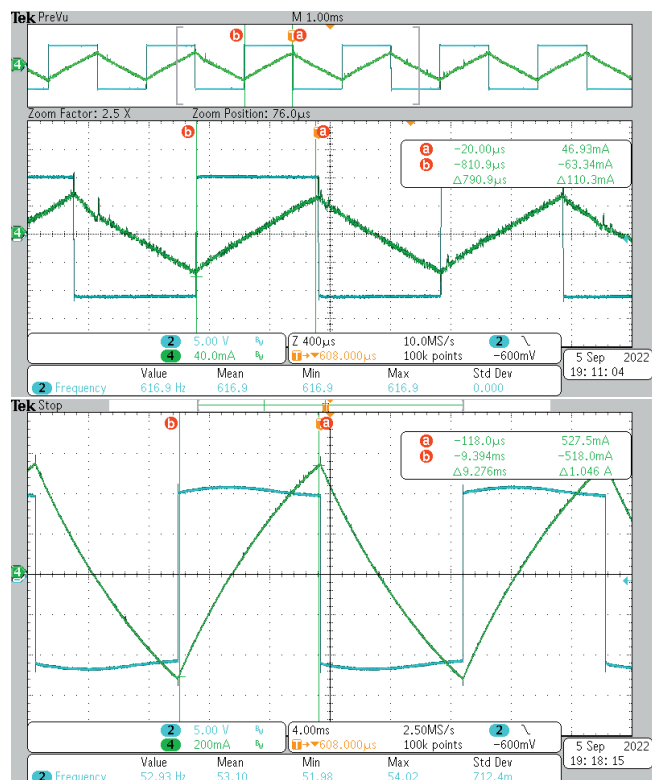 Tek PreVu M 1.00ms
b T a
4
Zoom Factor: 2.5 X Zoom Position: 76.0µs
b a
a -20.00µs 46.93mA
b -810.9µs -63.34mA
Δ790.9µs Δ110.3mA
4
2 5.00 V BW Z 400µs 10.0MS/s 2 -600mV
4 40.0mA BW T→▼608.000µs 100k points
5 Sep 2022
19:11:04
Value Mean Min Max Std Dev
2 Frequency 616.9 Hz 616.9 616.9 616.9 0.000
Tek Stop
b a
a -118.0µs 527.5mA
b -9.394ms -518.0mA
Δ9.276ms Δ1.046 A
4
2 5.00 V BW 4.00ms 2.50MS/s 2 -600mV
4 200mA BW T→▼608.000µs 100k points
5 Sep 2022
19:18:15
Value Mean Min Max Std Dev
2 Frequency 52.93 Hz 53.10 51.98 54.02 712.4m